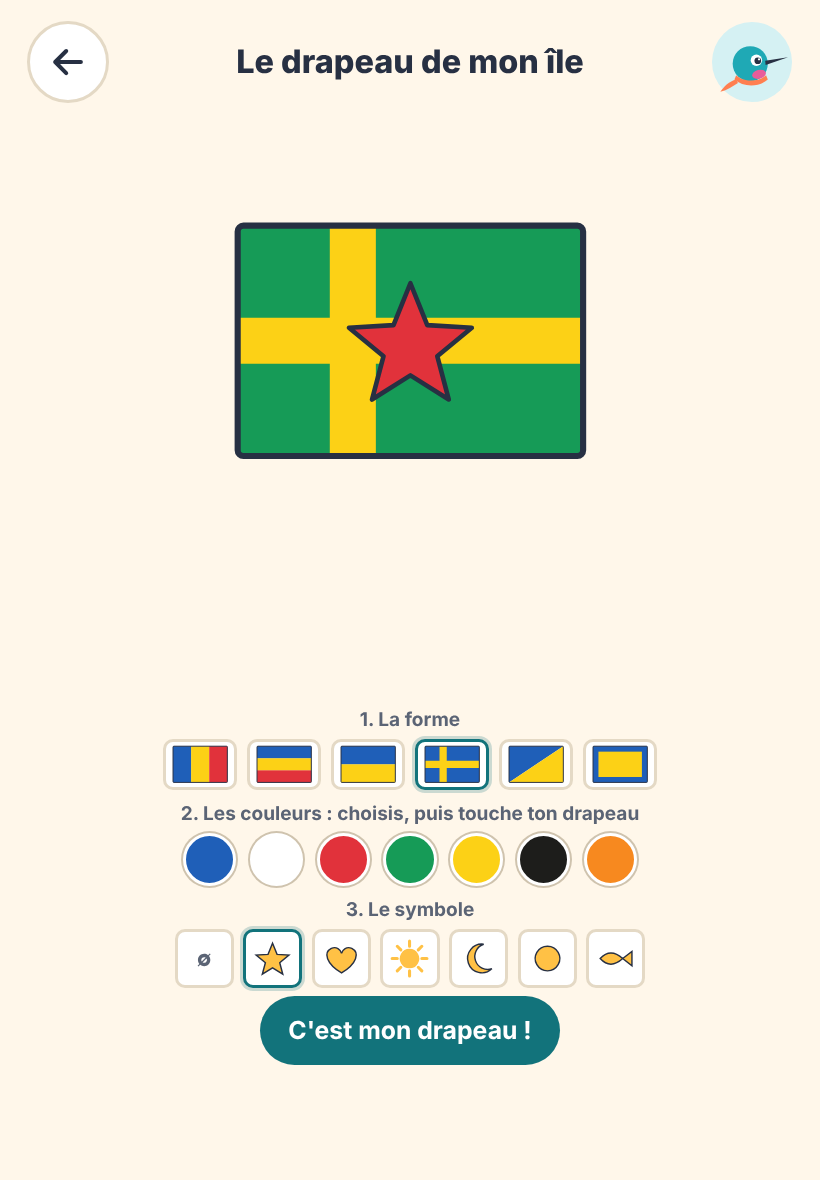 Le drapeau de mon île
1. La forme
2. Les couleurs : choisis, puis touche ton drapeau
3. Le symbole
ø
C'est mon drapeau !